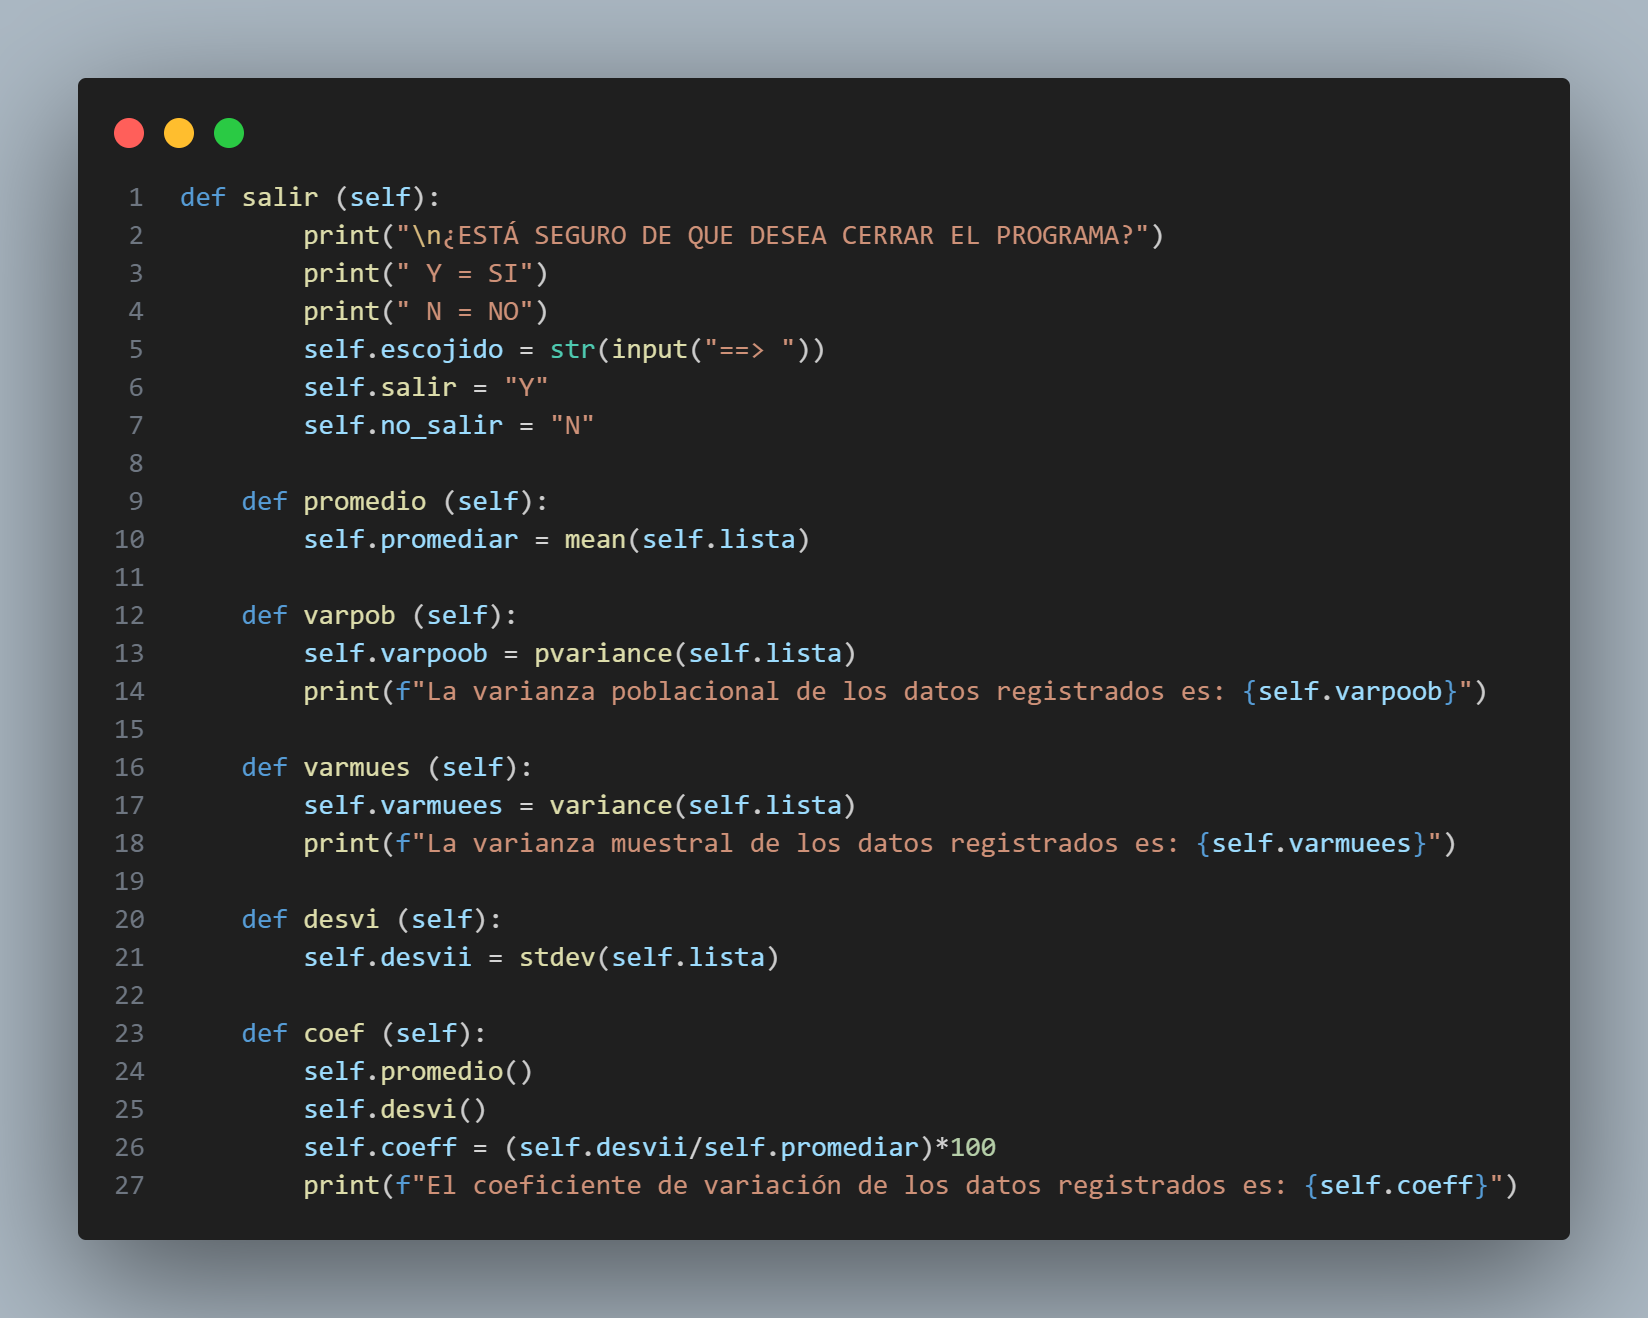 1 def salir (self):
2         print("\n¿ESTÁ SEGURO DE QUE DESEA CERRAR EL PROGRAMA?")
3         print(" Y = SI")
4         print(" N = NO")
5         self.escojido = str(input("==> "))
6         self.salir = "Y"
7         self.no_salir = "N"
8
9     def promedio (self):
10         self.promediar = mean(self.lista)
11
12     def varpob (self):
13         self.varpoob = pvariance(self.lista)
14         print(f"La varianza poblacional de los datos registrados es: {self.varpoob}")
15
16     def varmues (self):
17         self.varmuees = variance(self.lista)
18         print(f"La varianza muestral de los datos registrados es: {self.varmuees}")
19
20     def desvi (self):
21         self.desvii = stdev(self.lista)
22
23     def coef (self):
24         self.promedio()
25         self.desvi()
26         self.coeff = (self.desvii/self.promediar)*100
27         print(f"El coeficiente de variación de los datos registrados es: {self.coeff}")